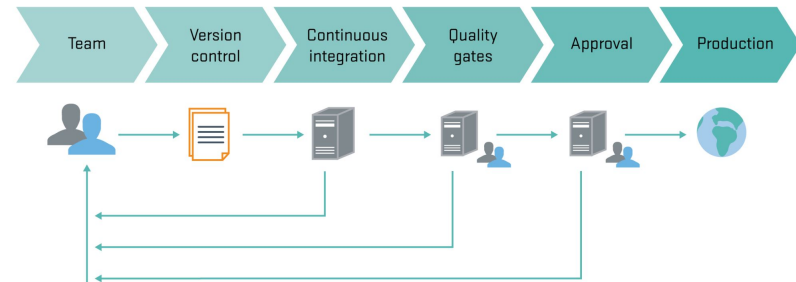 Team
Version
control
Continuous
integration
Quality
gates
Approval
Production